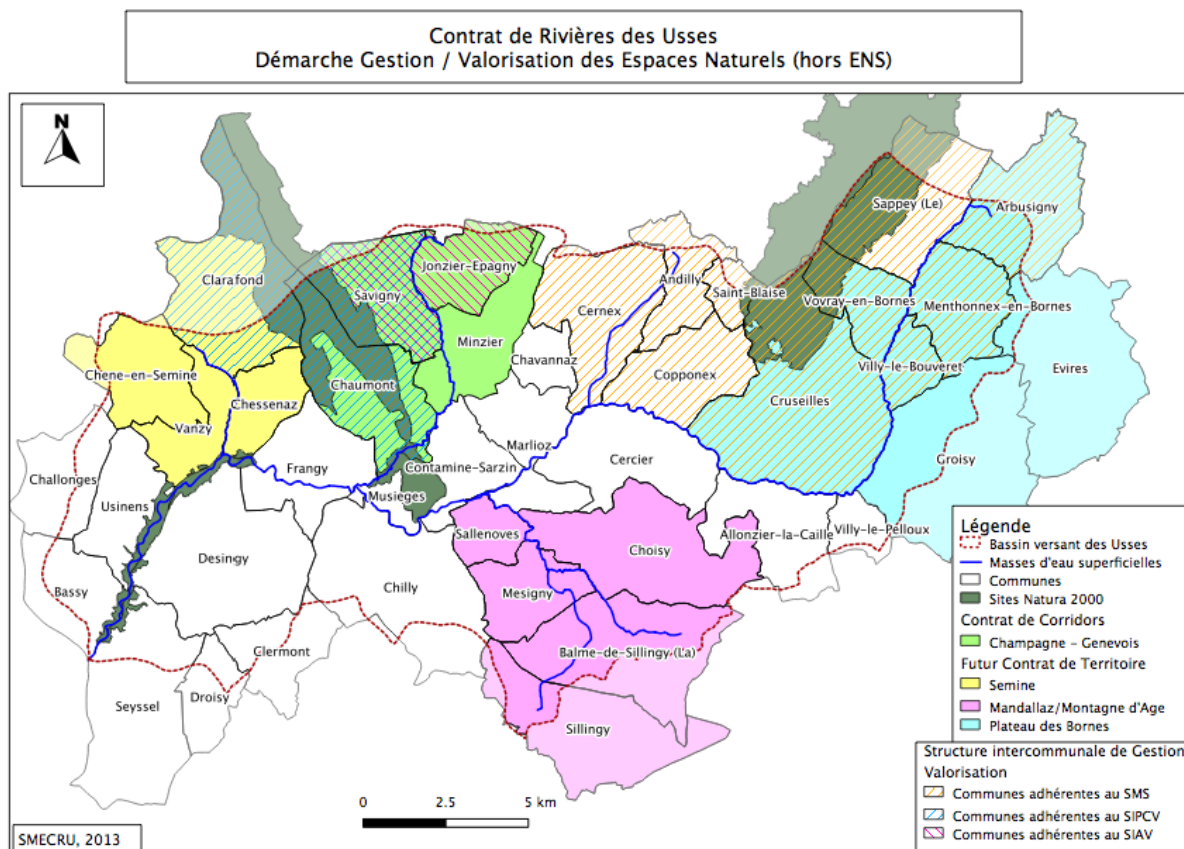 Contrat de Rivières des Usses
Démarche Gestion / Valorisation des Espaces Naturels (hors ENS)
N
Sappey (Le)
Arbusigny
Clarafond
Jonzier-Epagny
Savigny
Andilly
Saint-Blaise
Vovray-en-Bornes
Menthonnex-en-Bornes
Cernex
Minzier
Chavannaz
Chene-en-Semine
Chaumont
Copponex
Villy-le-Bouveret
Evires
Chessenaz
Cruseilles
Vanzy
Marlioz
Frangy
Contamine-Sarzin
Cercier
Groisy
Challonges
Usinens
Musieges
Sallenoves
Allonzier-la-Caille
Villy-le-Pelloux
Desingy
Choisy
Bassy
Chilly
Mesigny
Clermont
Balme-de-Sillingy (La)
Droisy
Seyssel
Sillingy
Légende
Bassin versant des Usses
Masses d'eau superficielles
Communes
Sites Natura 2000
Contrat de Corridors
Champagne - Genevois
Futur Contrat de Territoire
Semine
Mandallaz/Montagne d'Age
Plateau des Bornes
Structure intercommunale de Gestion
Valorisation
Communes adhérentes au SMS
Communes adhérentes au SIPCV
Communes adhérentes au SIAV
0 2.5 5 km
SMECRU, 2013